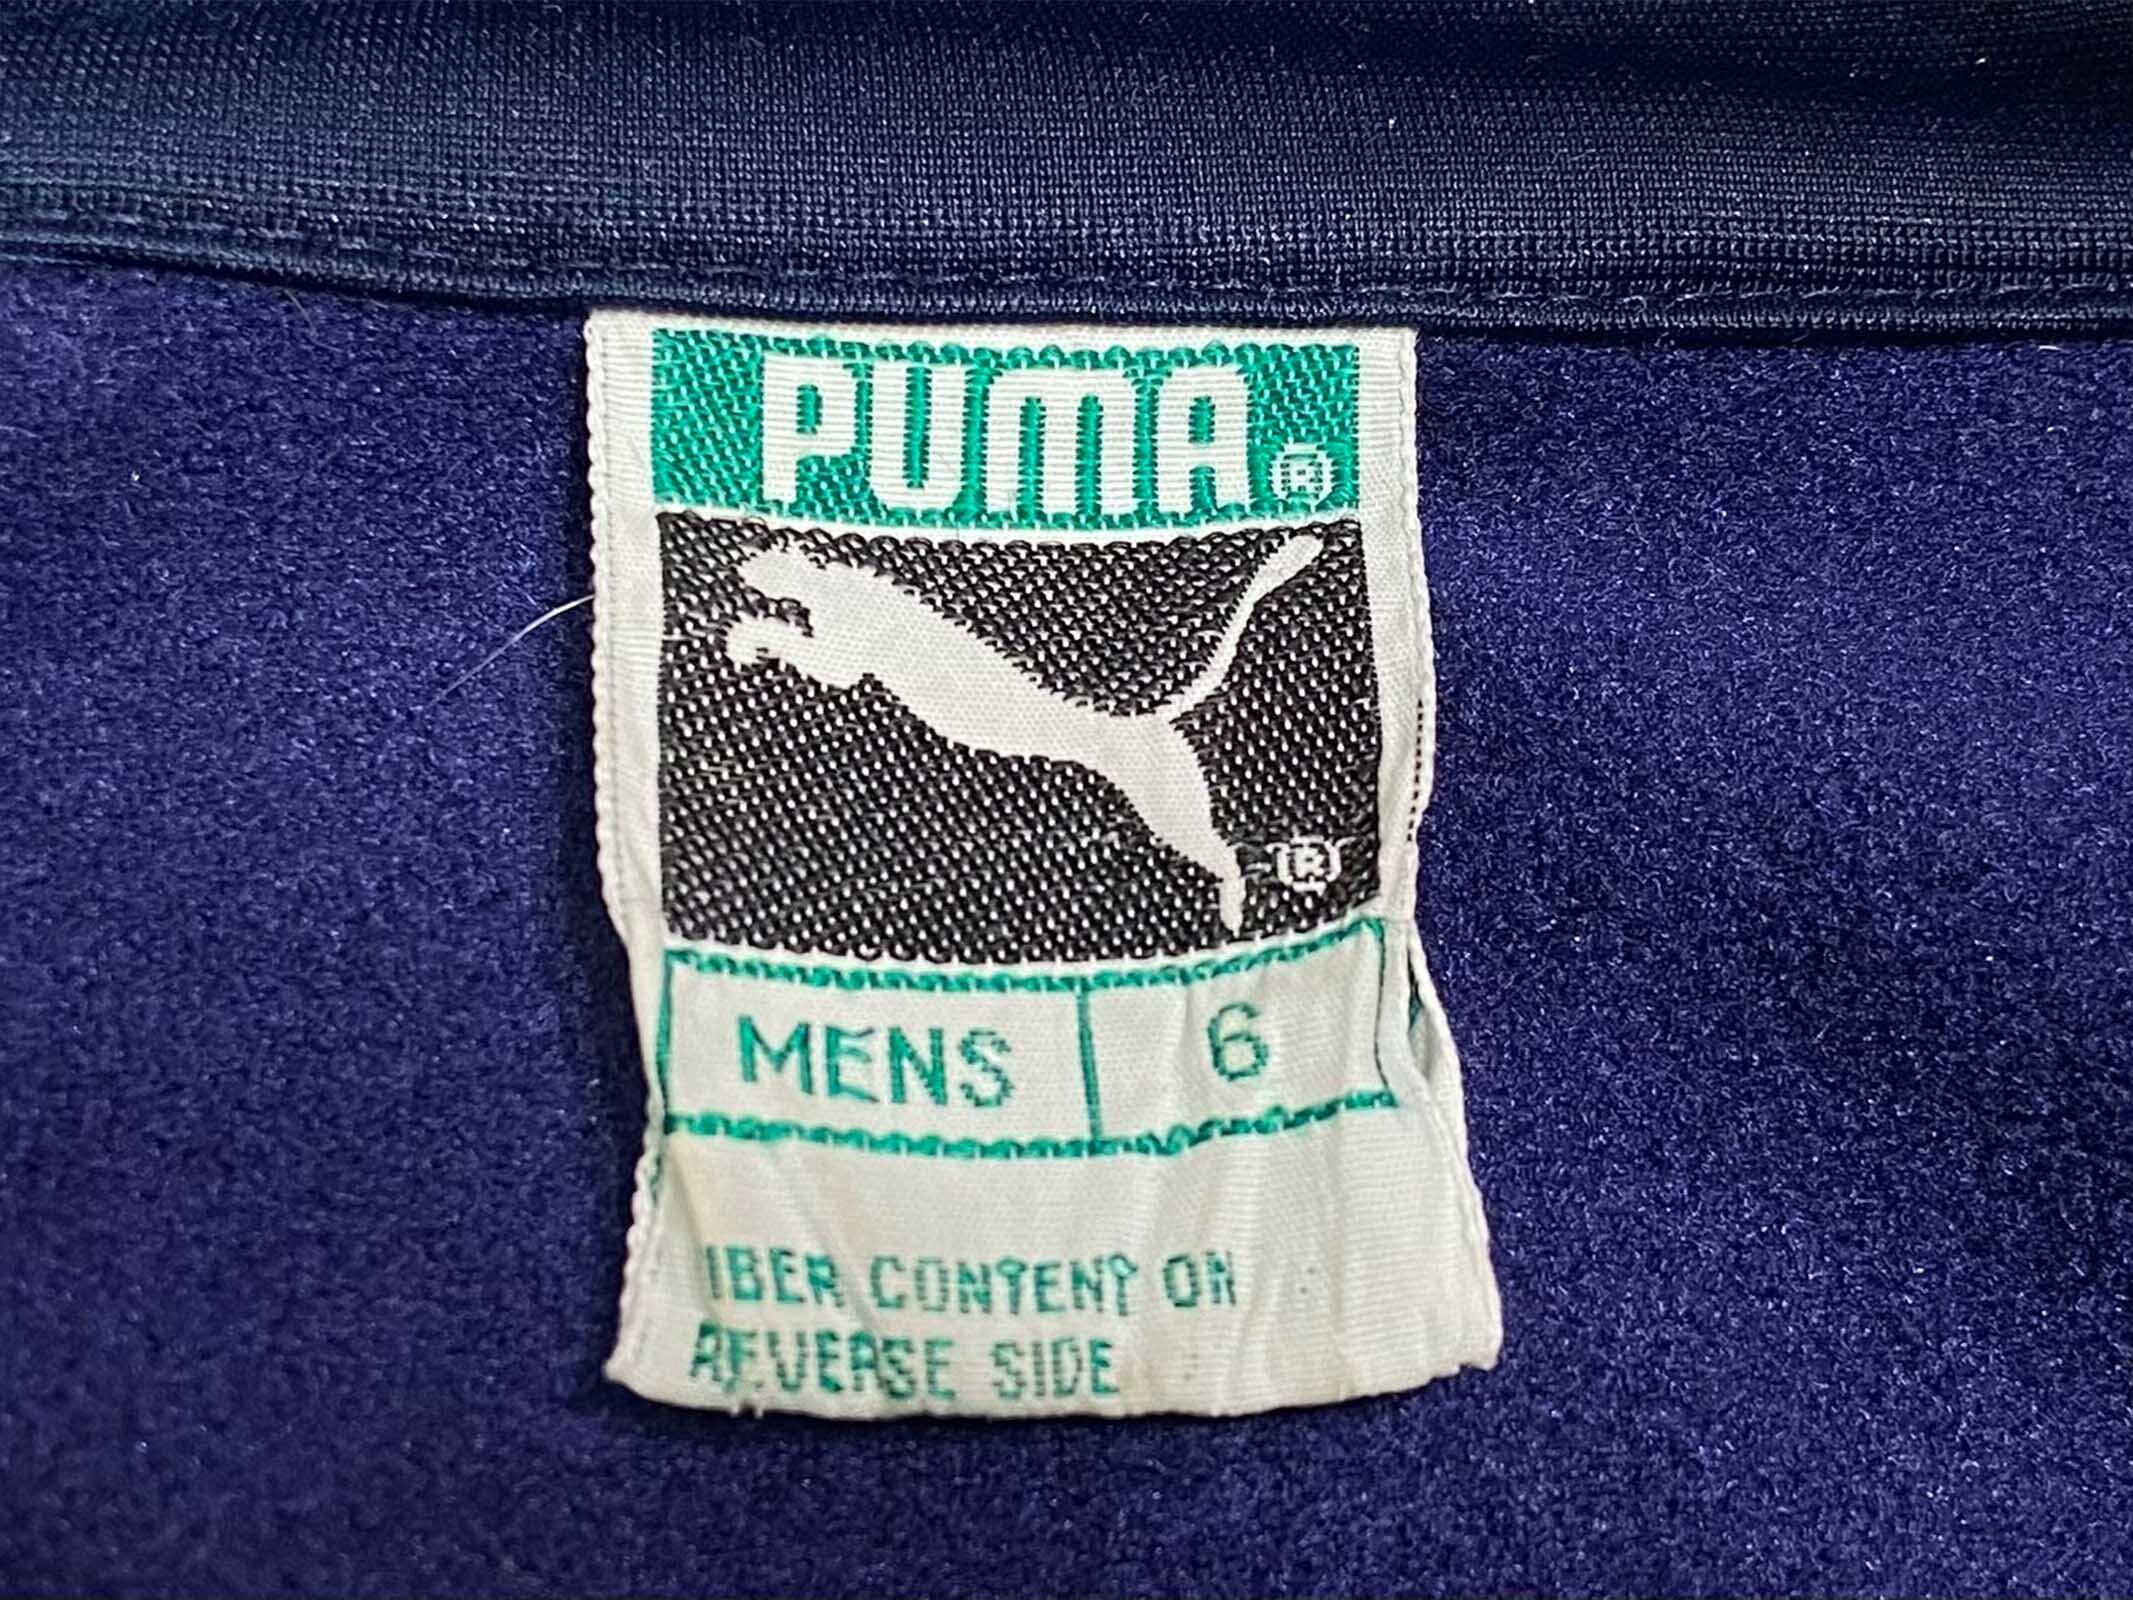 PUMA®
®
MENS 6
IBER CONTENT ON
REVERSE SIDE